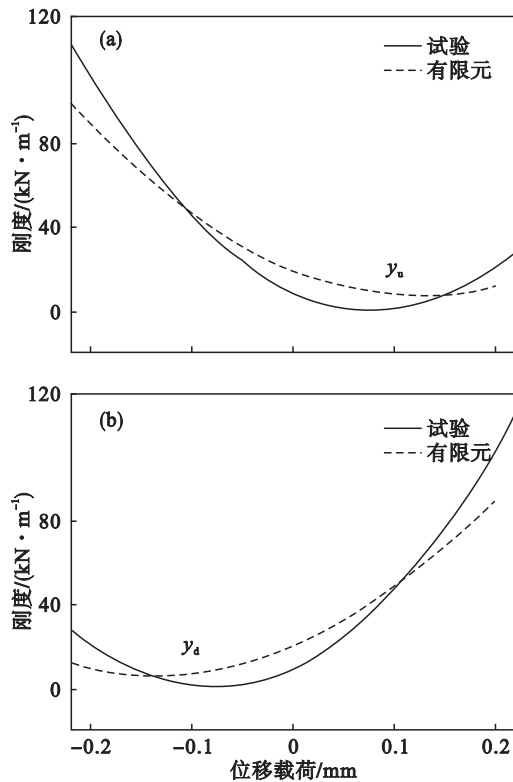 120
(a)
试验
有限元
80
40
0
刚度/(kN·m⁻¹)
yᵤ
120
(b)
试验
有限元
80
40
0
刚度/(kN·m⁻¹)
y_d
−0.2 −0.1 0 0.1 0.2
位移载荷/mm